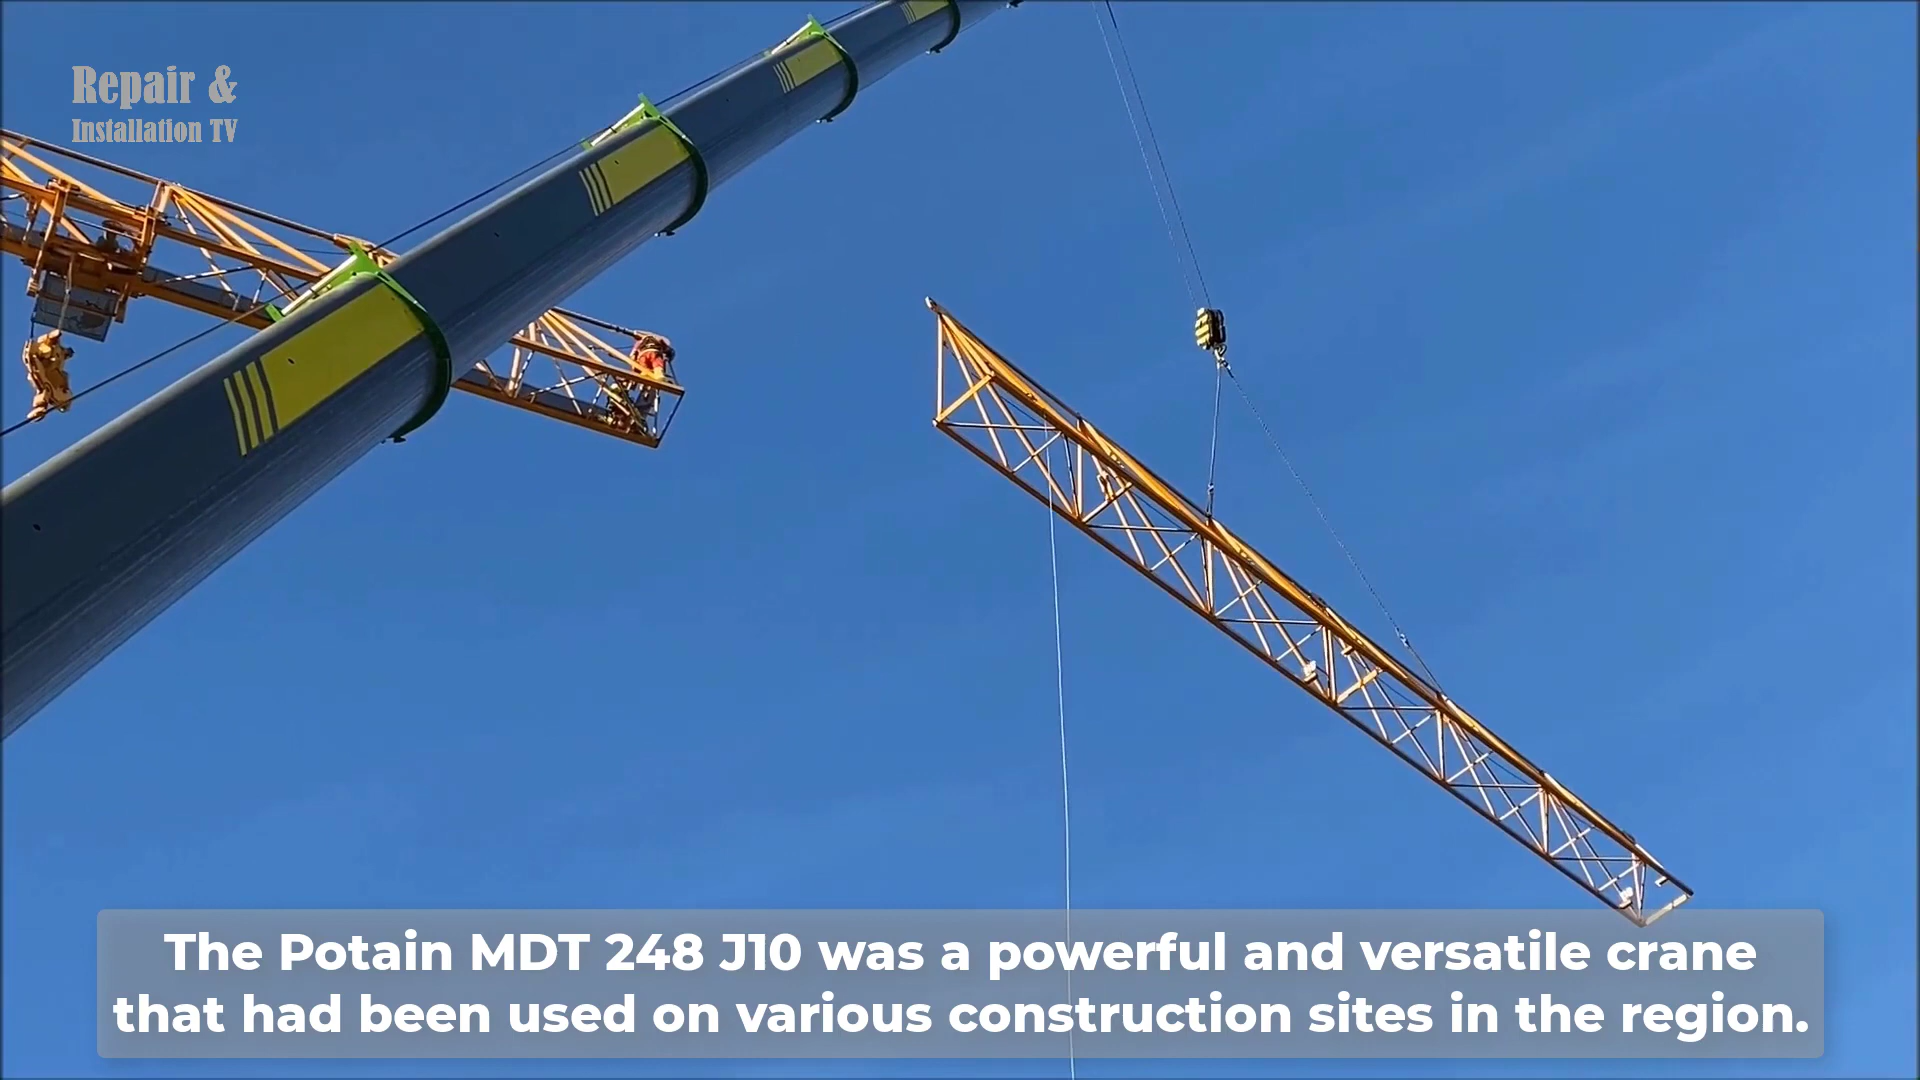 Repair &
Installation TV
The Potain MDT 248 J10 was a powerful and versatile crane
that had been used on various construction sites in the region.